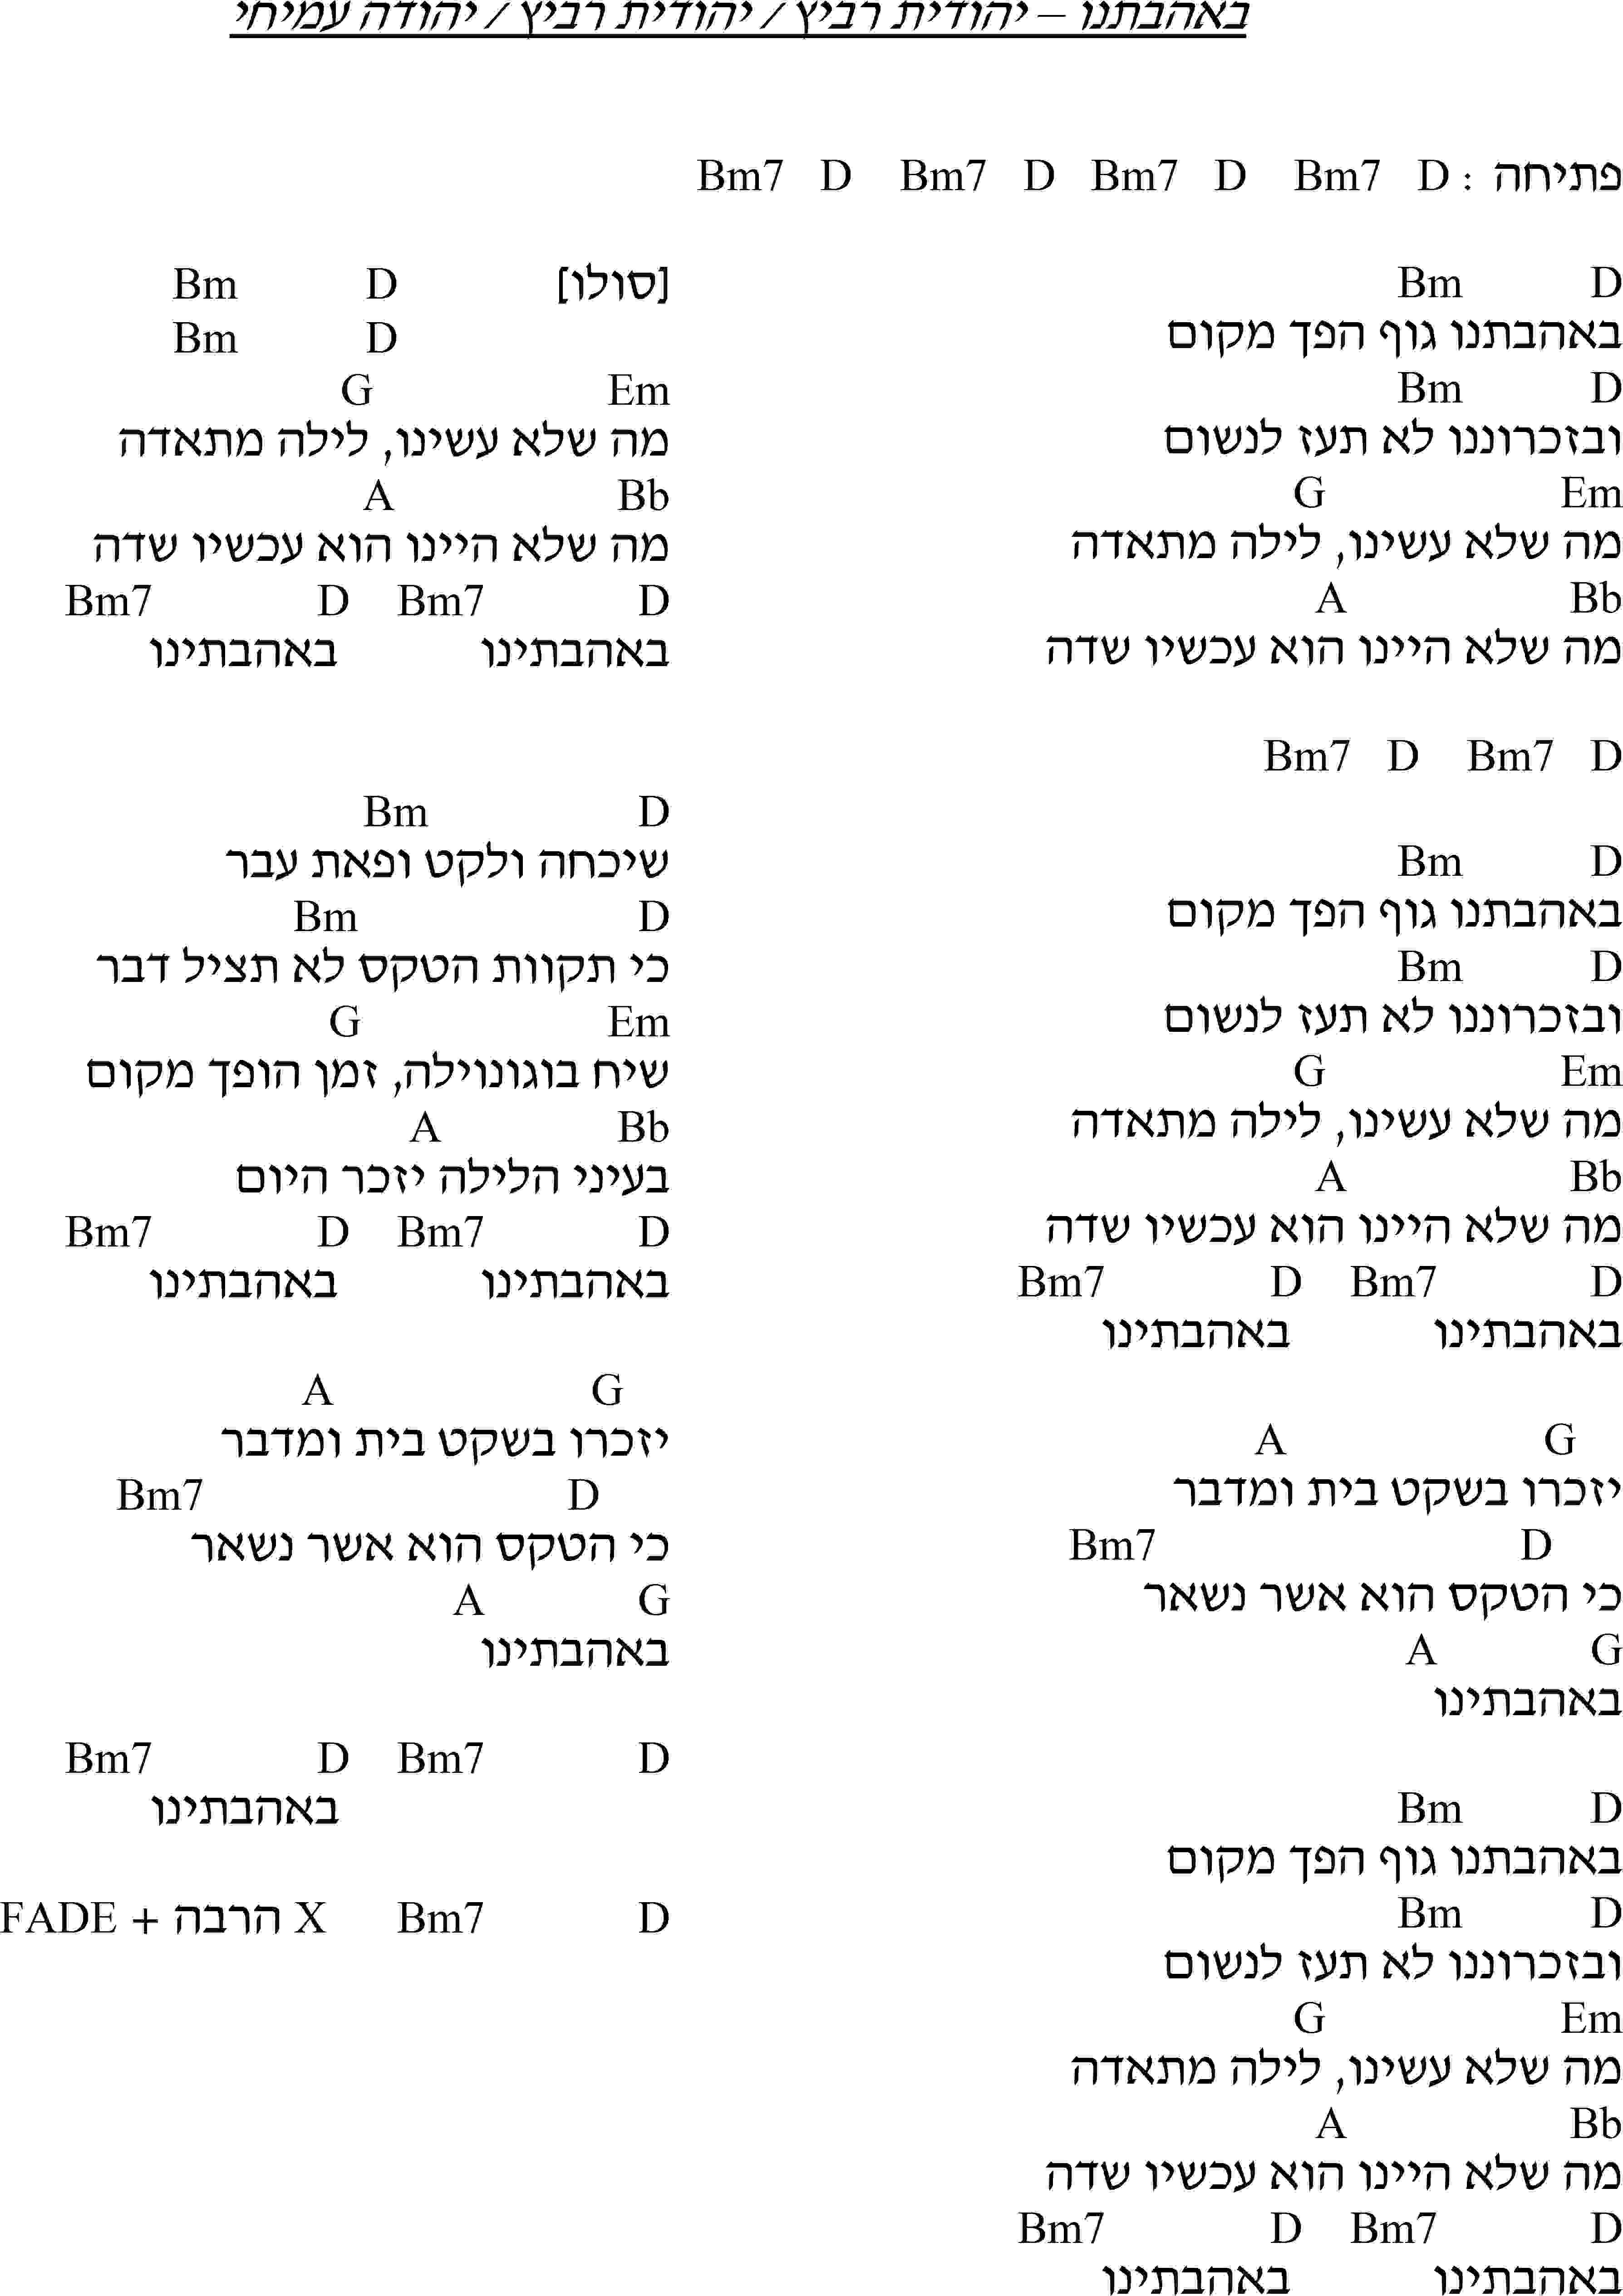 באהבתנו – יהודית רביץ / יהודית רביץ / יהודה עמיחי
פתיחה : D Bm7 D Bm7 D Bm7 D Bm7
D Bm
באהבתנו גוף הפך מקום
D Bm
ובזכרוננו לא תעז לנשום
Em G
מה שלא עשינו, לילה מתאדה
Bb A
מה שלא היינו הוא עכשיו שדה
D Bm7 D Bm7
D Bm
באהבתנו גוף הפך מקום
D Bm
ובזכרוננו לא תעז לנשום
Em G
מה שלא עשינו, לילה מתאדה
Bb A
מה שלא היינו הוא עכשיו שדה
D Bm7 D Bm7
באהבתינו באהבתינו
G A
יזכרו בשקט בית ומדבר
D Bm7
כי הטקס הוא אשר נשאר
G A
באהבתינו
D Bm
באהבתנו גוף הפך מקום
D Bm
ובזכרוננו לא תעז לנשום
Em G
מה שלא עשינו, לילה מתאדה
Bb A
מה שלא היינו הוא עכשיו שדה
D Bm7 D Bm7
באהבתינו באהבתינו
[סולו] D Bm
D Bm
Em G
מה שלא עשינו, לילה מתאדה
Bb A
מה שלא היינו הוא עכשיו שדה
D Bm7 D Bm7
באהבתינו באהבתינו
D Bm
שיכחה ולקט ופאת עבר
D Bm
כי תקוות הטקס לא תציל דבר
Em G
שיח בוגונוילה, זמן הופך מקום
Bb A
בעיני הלילה יזכר היום
D Bm7 D Bm7
באהבתינו באהבתינו
G A
יזכרו בשקט בית ומדבר
D Bm7
כי הטקס הוא אשר נשאר
G A
באהבתינו
D Bm7 D Bm7
באהבתינו
D Bm7 X הרבה + FADE